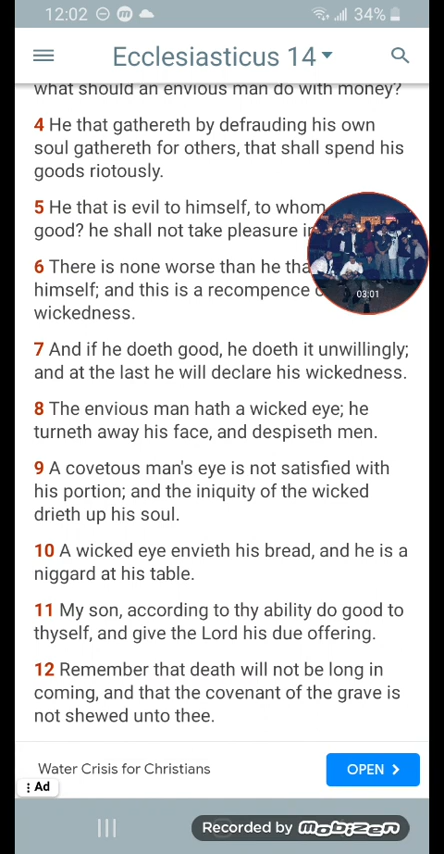 12:02 34%
Ecclesiasticus 14
what should an envious man do with money?
4 He that gathereth by defrauding his own
soul gathereth for others, that shall spend his
goods riotously.
5 He that is evil to himself, to whom
good? he shall not take pleasure
6 There is none worse than he
himself; and this is a recompence
wickedness.
03:01
7 And if he doeth good, he doeth it unwillingly;
and at the last he will declare his wickedness.
8 The envious man hath a wicked eye; he
turneth away his face, and despiseth men.
9 A covetous man's eye is not satisfied with
his portion; and the iniquity of the wicked
drieth up his soul.
10 A wicked eye envieth his bread, and he is a
niggard at his table.
11 My son, according to thy ability do good to
thyself, and give the Lord his due offering.
12 Remember that death will not be long in
coming, and that the covenant of the grave is
not shewed unto thee.
Water Crisis for Christians
OPEN
Ad
Recorded by mobizen